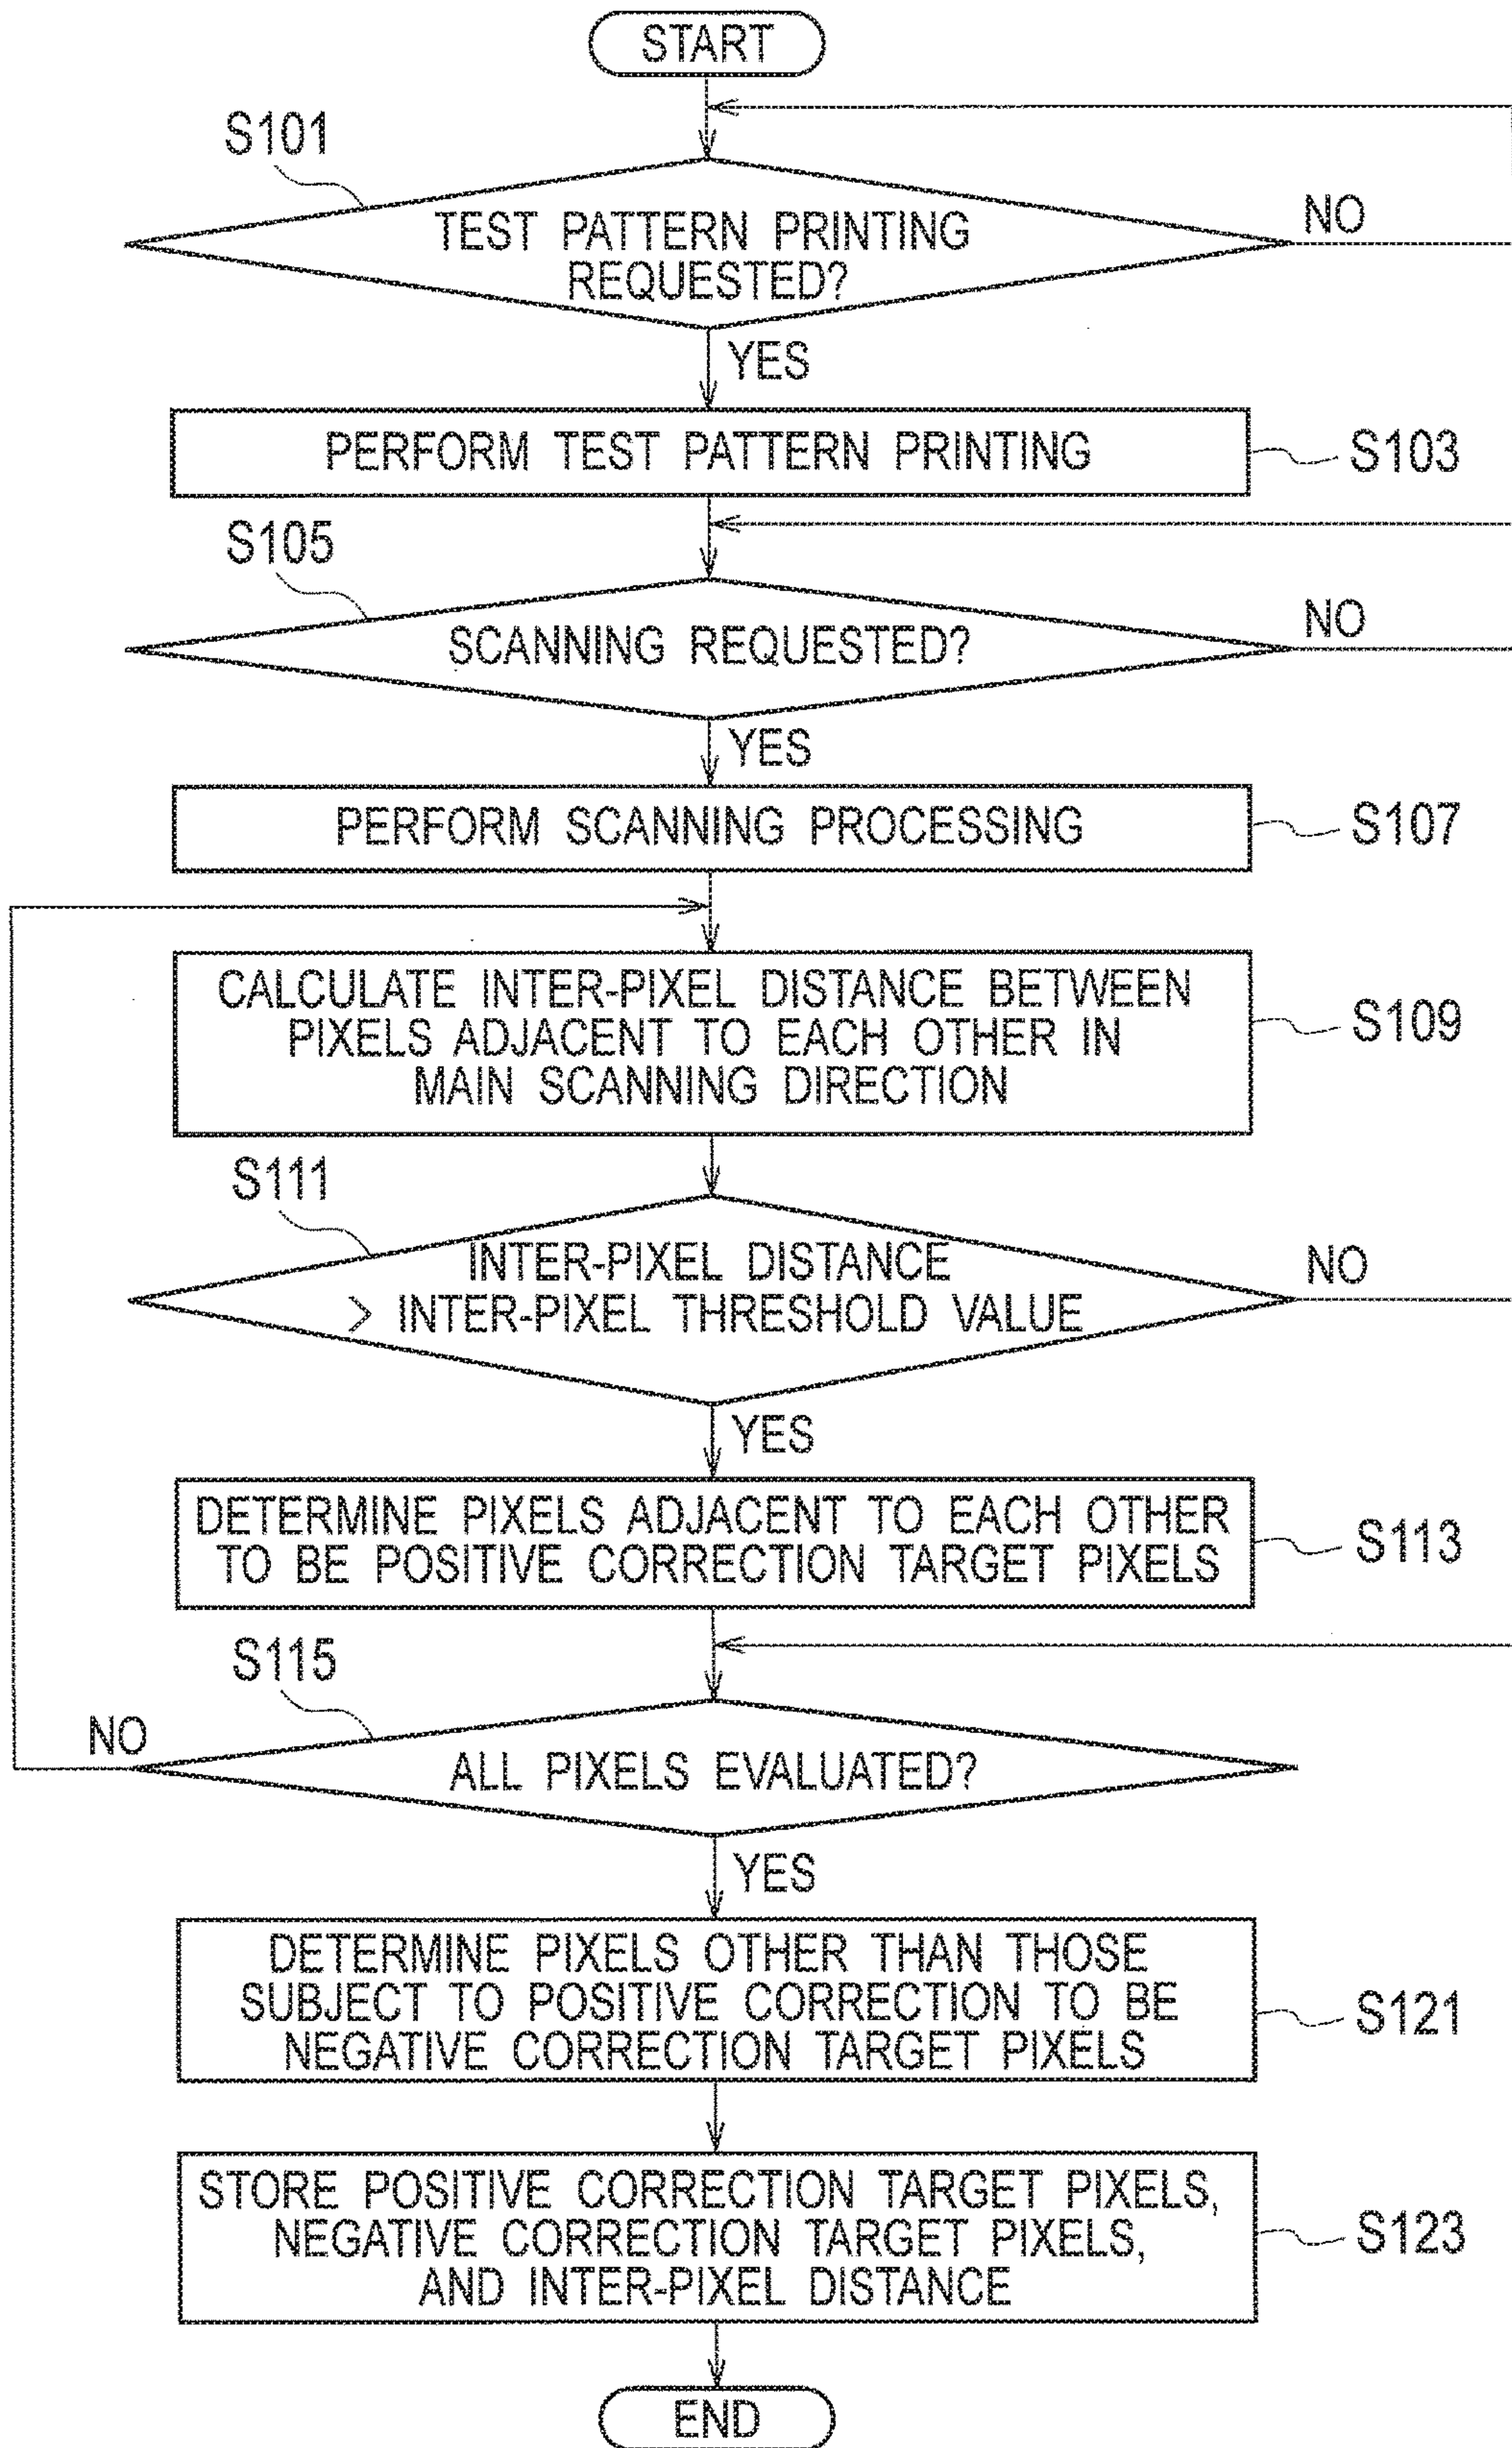 START
S101
TEST PATTERN PRINTING
REQUESTED?
NO
YES
PERFORM TEST PATTERN PRINTING
S103
S105
SCANNING REQUESTED?
NO
YES
PERFORM SCANNING PROCESSING
S107
CALCULATE INTER-PIXEL DISTANCE BETWEEN
PIXELS ADJACENT TO EACH OTHER IN
MAIN SCANNING DIRECTION
S109
S111
INTER-PIXEL DISTANCE
> INTER-PIXEL THRESHOLD VALUE
NO
YES
DETERMINE PIXELS ADJACENT TO EACH OTHER
TO BE POSITIVE CORRECTION TARGET PIXELS
S113
S115
NO
ALL PIXELS EVALUATED?
YES
DETERMINE PIXELS OTHER THAN THOSE
SUBJECT TO POSITIVE CORRECTION TO BE
NEGATIVE CORRECTION TARGET PIXELS
S121
STORE POSITIVE CORRECTION TARGET PIXELS,
NEGATIVE CORRECTION TARGET PIXELS,
AND INTER-PIXEL DISTANCE
S123
END